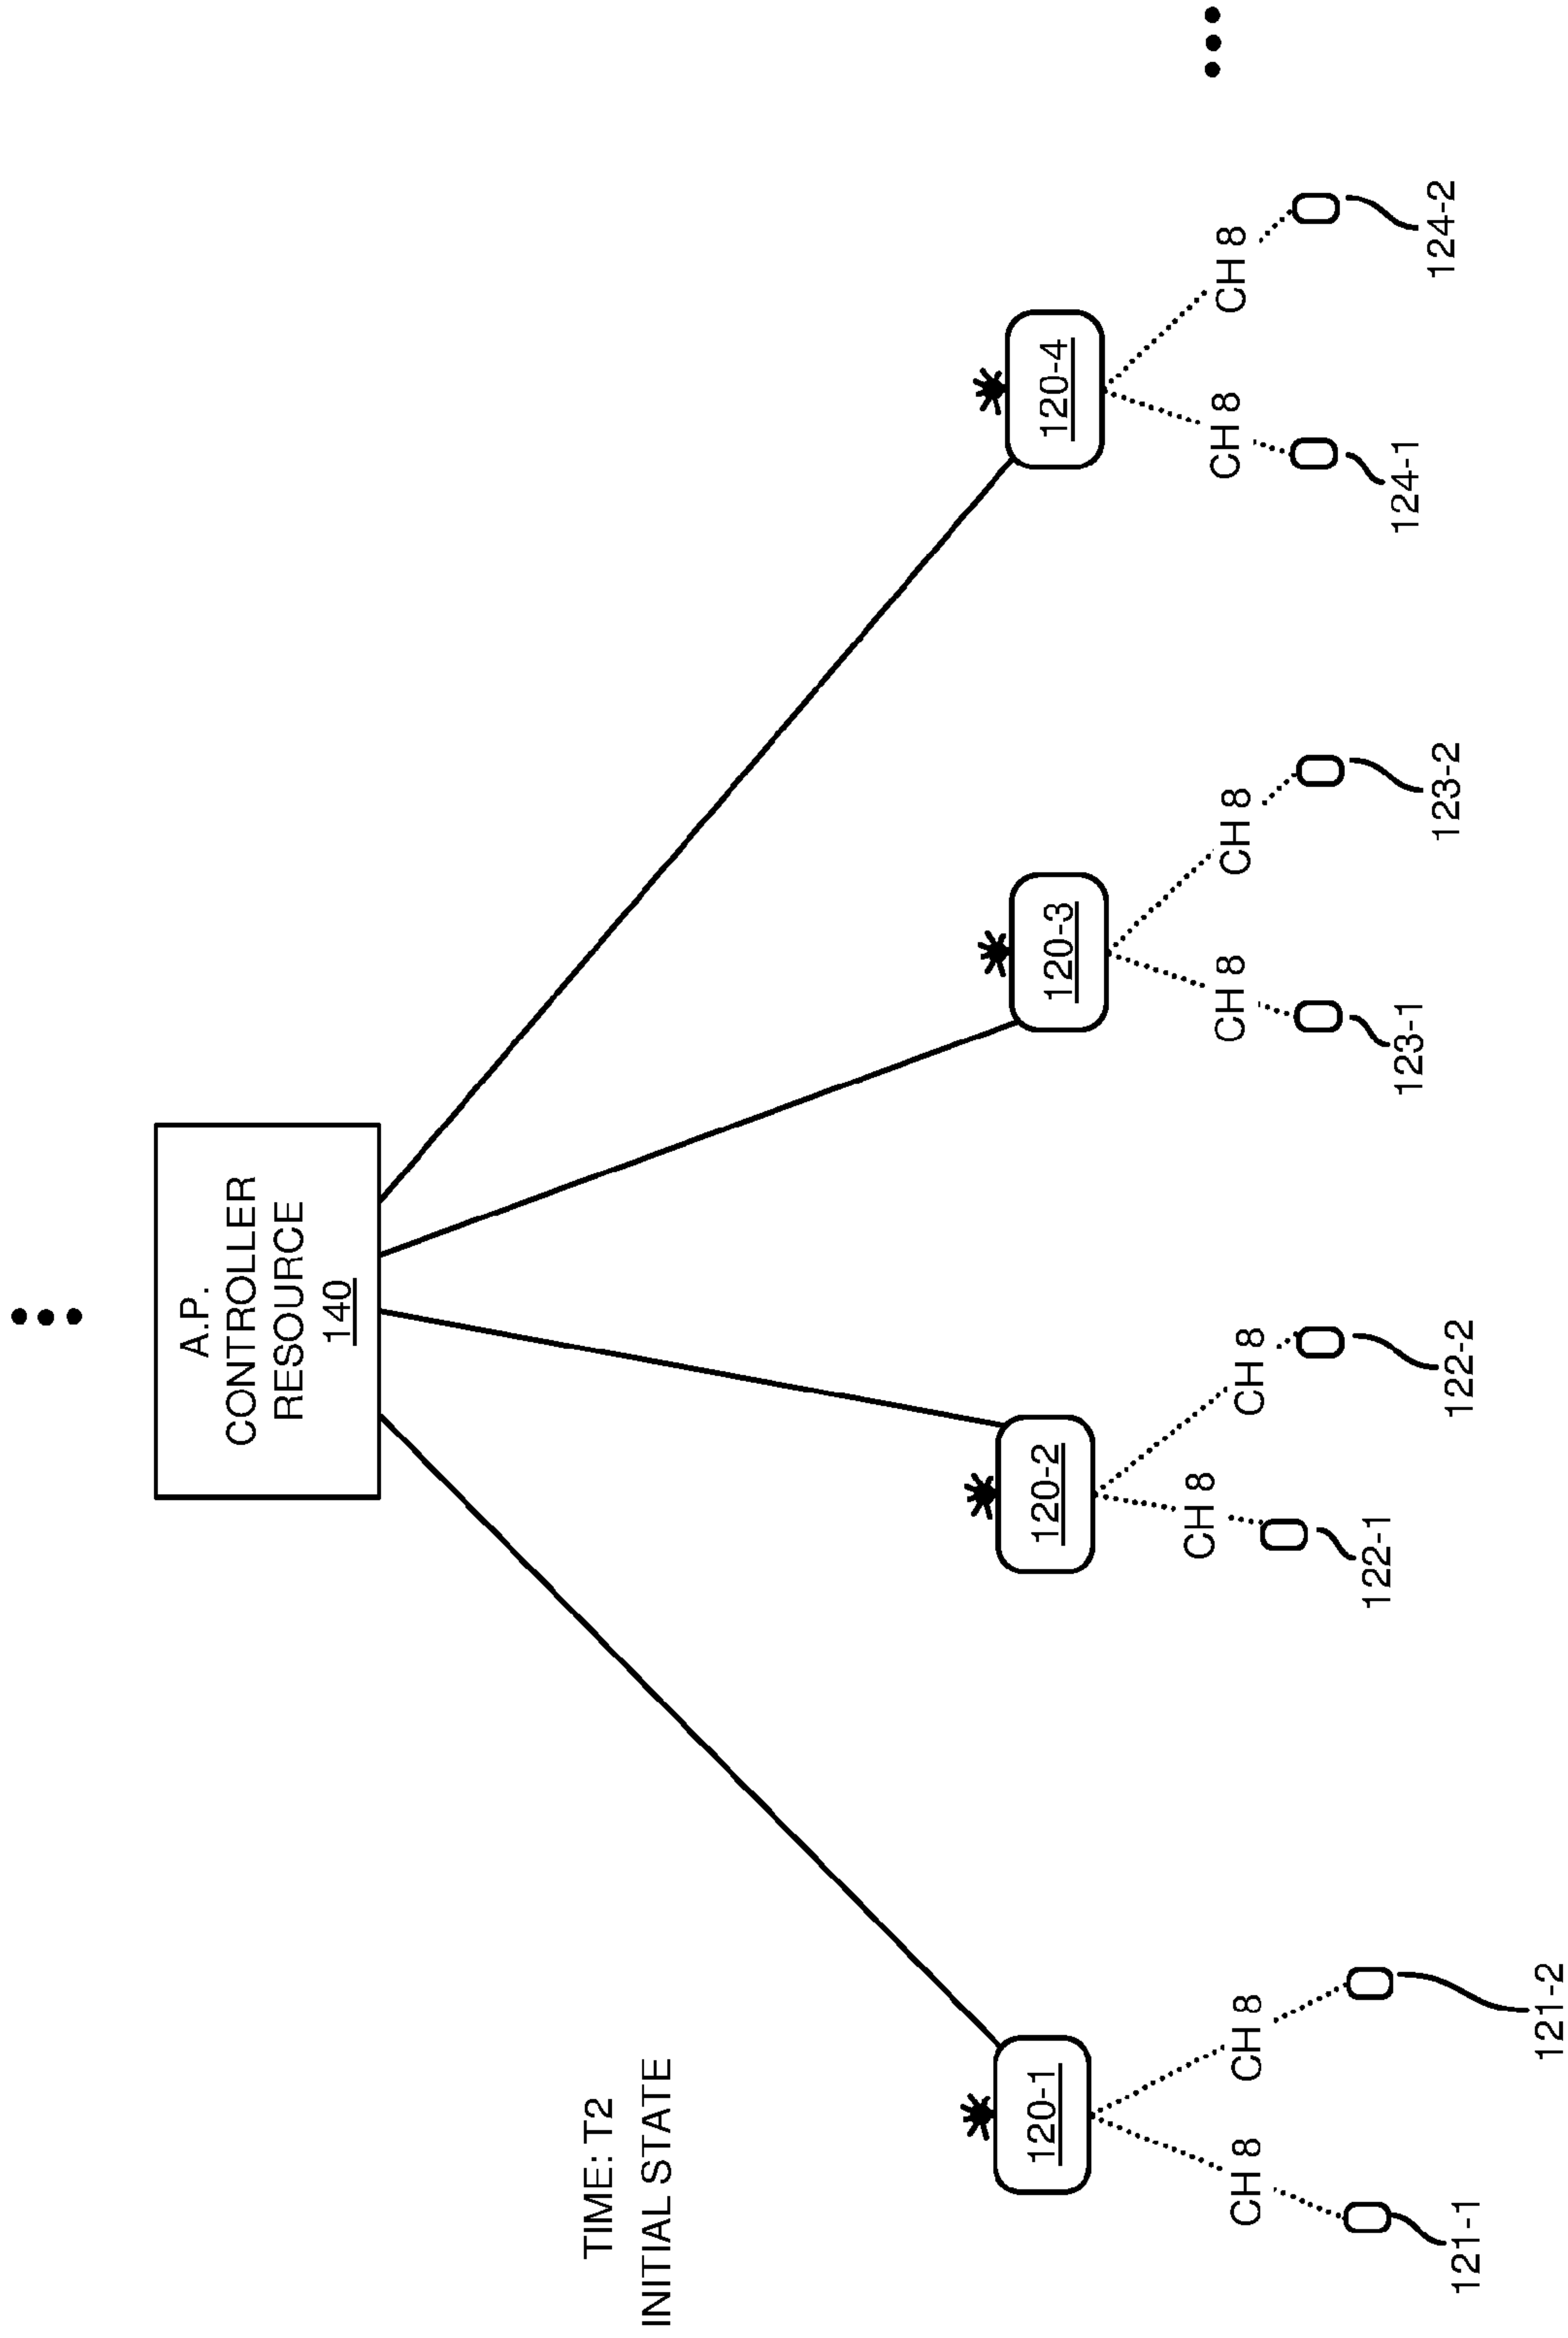 A.P.
CONTROLLER
RESOURCE
140
TIME: T2
INITIAL STATE
120-1
120-2
120-3
120-4
CH 8
CH 8
CH 8
CH 8
CH 8
CH 8
CH 8
CH 8
121-1
121-2
122-1
122-2
123-1
123-2
124-1
124-2